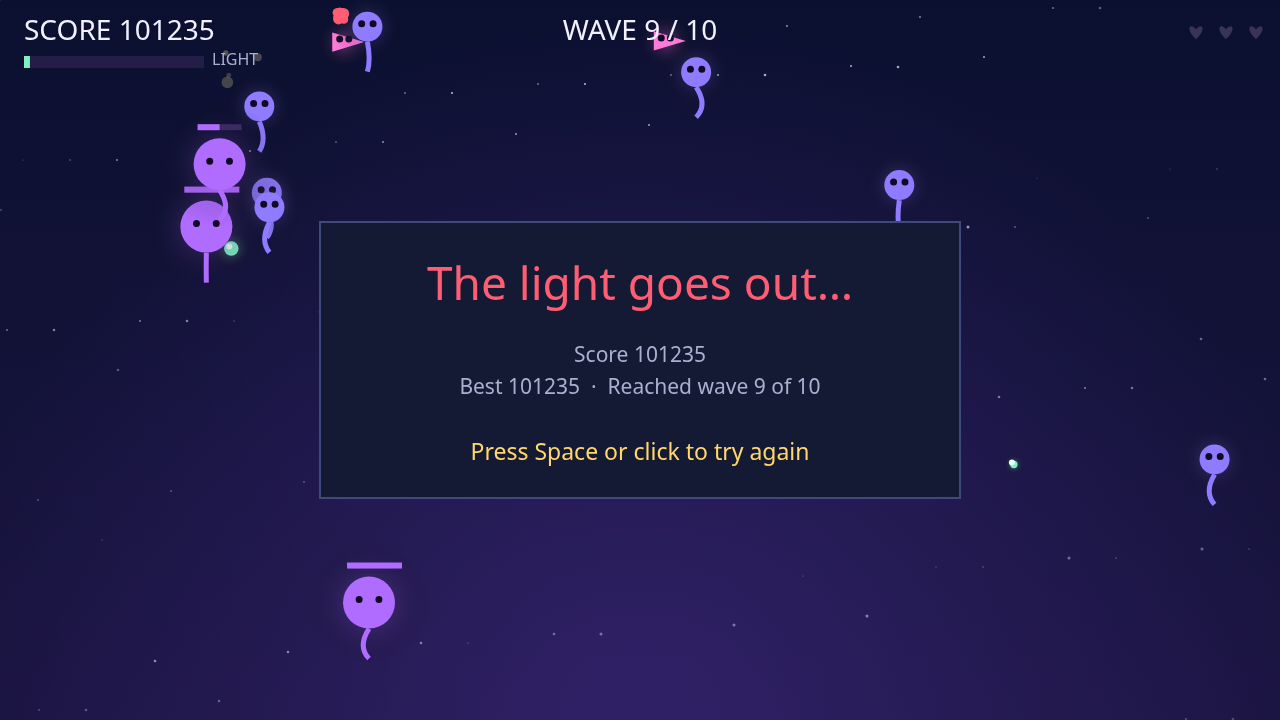 SCORE 101235
WAVE 9 / 10
LIGHT
The light goes out...
Score 101235
Best 101235 · Reached wave 9 of 10
Press Space or click to try again